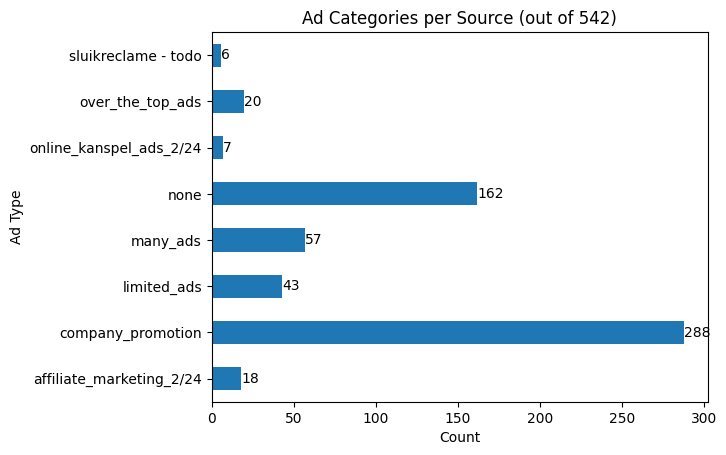 Ad Categories per Source (out of 542)
Ad Type
sluikreclame - todo 6
over_the_top_ads 20
online_kanspel_ads_2/24 7
none 162
many_ads 57
limited_ads 43
company_promotion 288
affiliate_marketing_2/24 18
0 50 100 150 200 250 300
Count